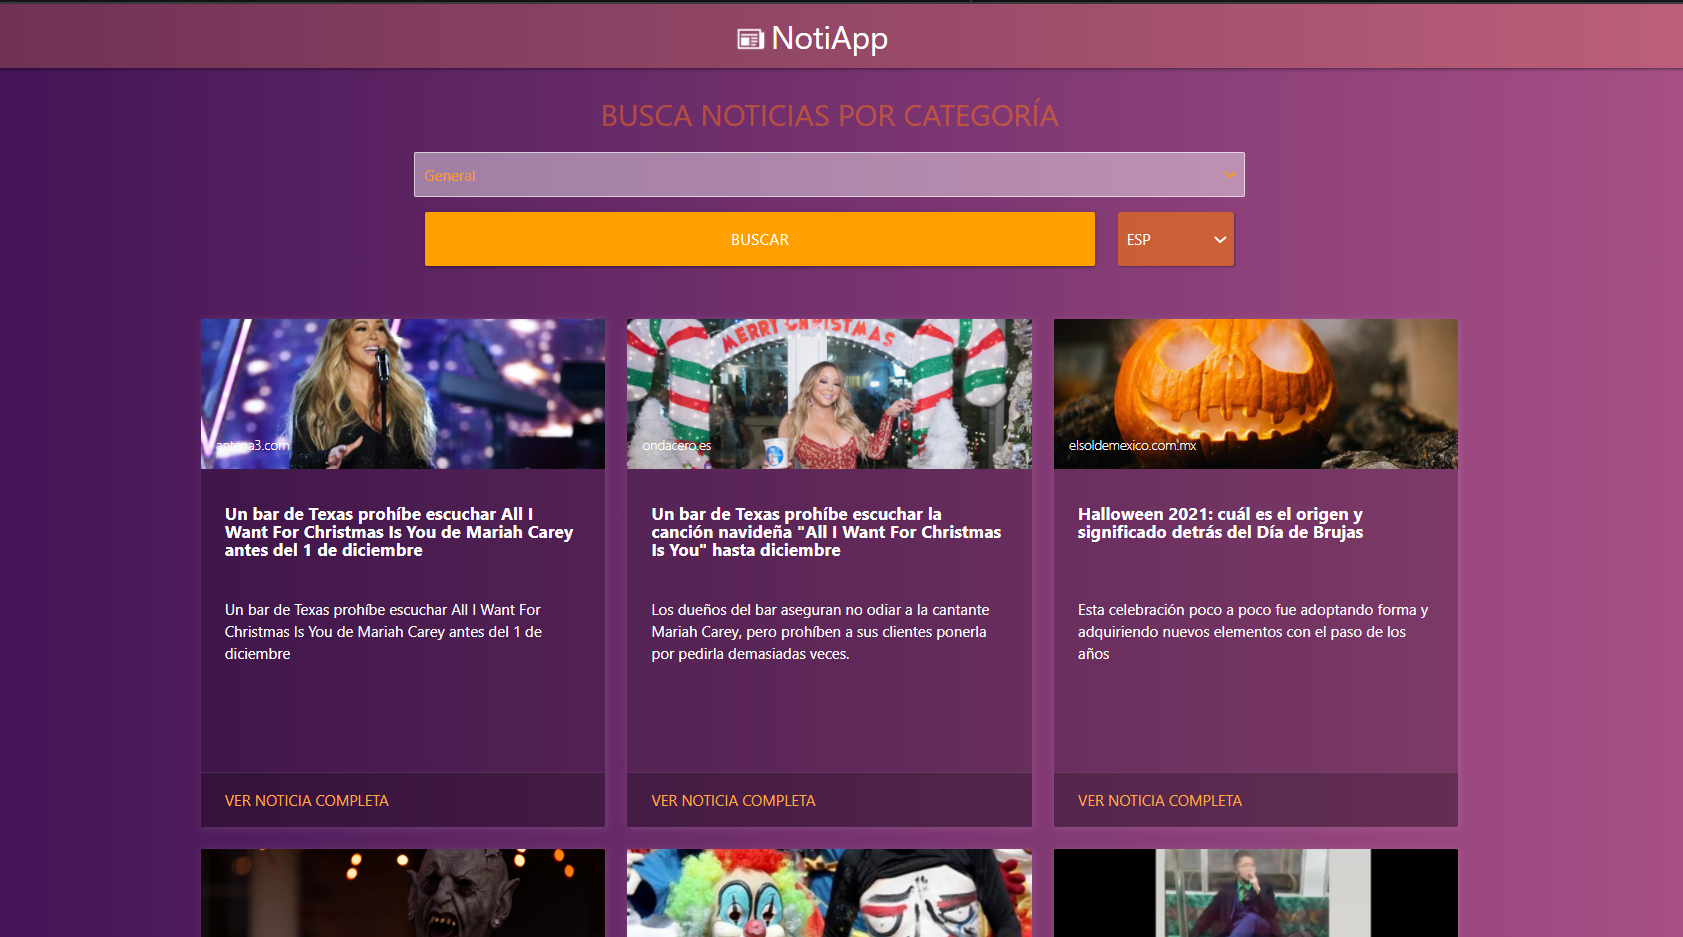 NotiApp
BUSCA NOTICIAS POR CATEGORÍA
General
BUSCAR
ESP
MERRY CHRISTMAS
antena3.com
ondacero.es
elsoldemexico.com.mx
Un bar de Texas prohíbe escuchar All I
Want For Christmas Is You de Mariah Carey
antes del 1 de diciembre
Un bar de Texas prohíbe escuchar All I Want For
Christmas Is You de Mariah Carey antes del 1 de
diciembre
VER NOTICIA COMPLETA
Un bar de Texas prohíbe escuchar la
canción navideña "All I Want For Christmas
Is You" hasta diciembre
Los dueños del bar aseguran no odiar a la cantante
Mariah Carey, pero prohíben a sus clientes ponerla
por pedirla demasiadas veces.
VER NOTICIA COMPLETA
Halloween 2021: cuál es el origen y
significado detrás del Día de Brujas
Esta celebración poco a poco fue adoptando forma y
adquiriendo nuevos elementos con el paso de los
años
VER NOTICIA COMPLETA